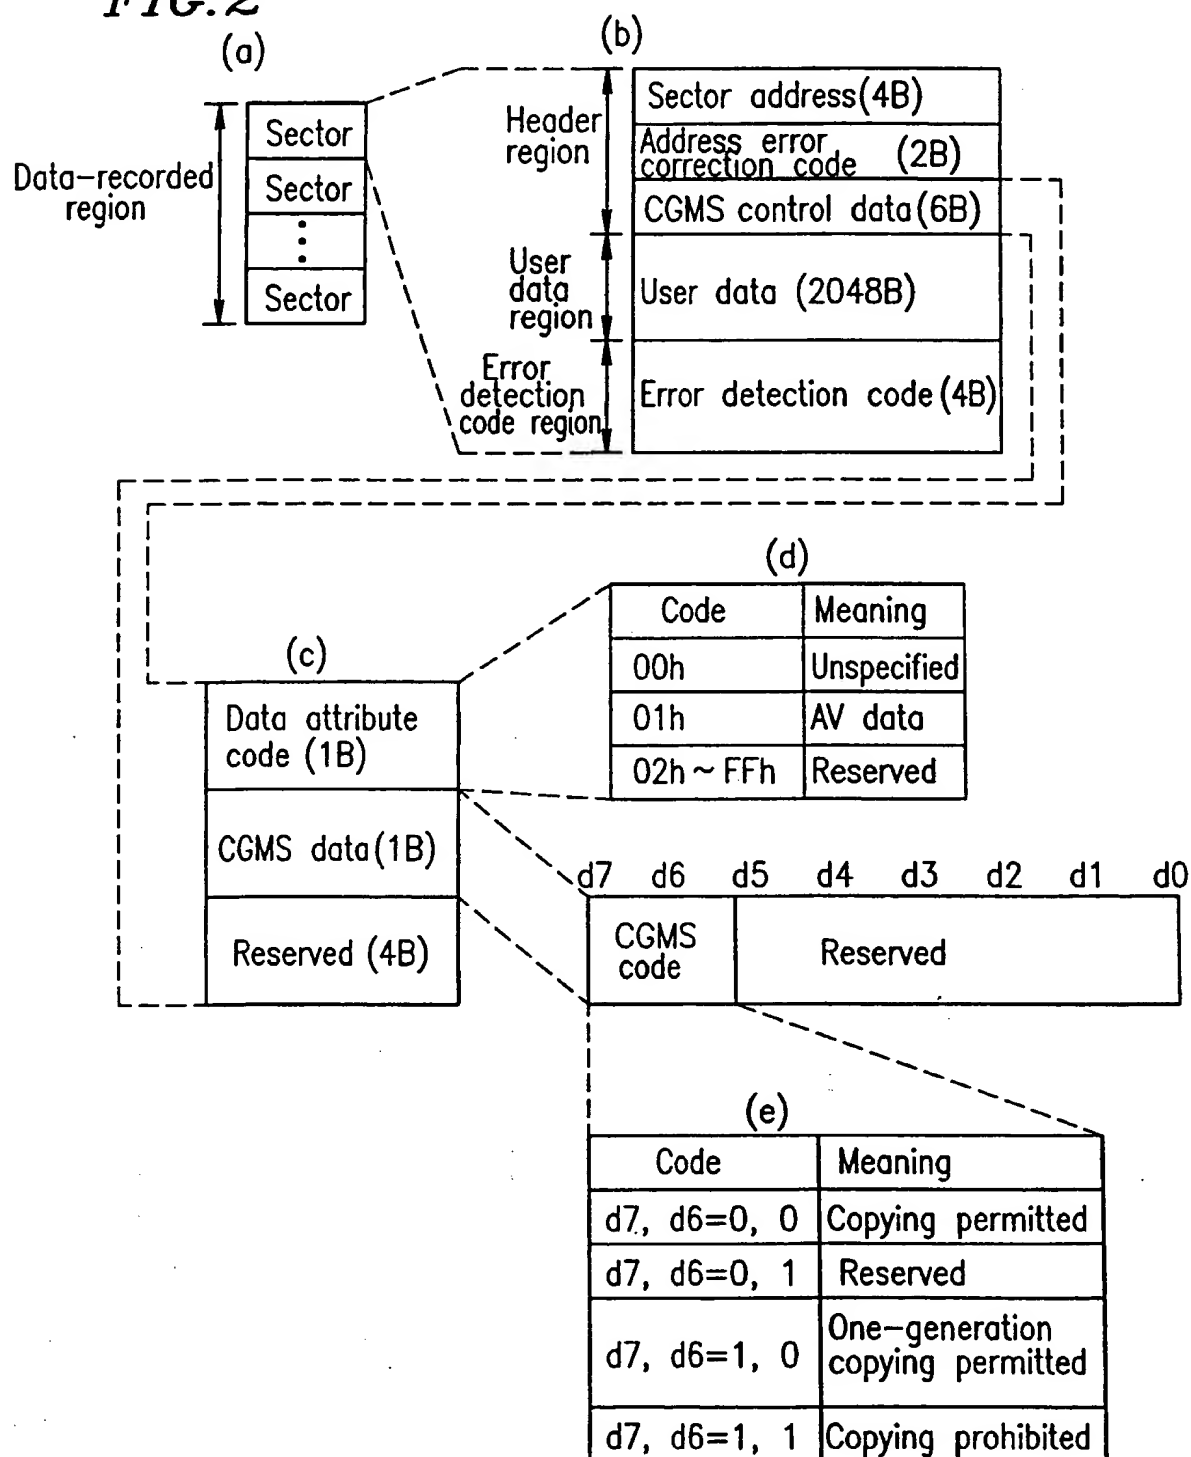 FIG.2
(a)
Data-recorded
region
Sector
Sector
⋮
Sector
(b)
Header
region
User
data
region
Error
detection
code region
Sector address(4B)
Address error
correction code (2B)
CGMS control data(6B)
User data (2048B)
Error detection code(4B)
(c)
Data attribute
code (1B)
CGMS data(1B)
Reserved (4B)
(d)
Code Meaning
00h Unspecified
01h AV data
02h~FFh Reserved
d7 d6 d5 d4 d3 d2 d1 d0
CGMS
code
Reserved
(e)
Code Meaning
d7, d6=0, 0 Copying permitted
d7, d6=0, 1 Reserved
d7, d6=1, 0 One-generation
copying permitted
d7, d6=1, 1 Copying prohibited